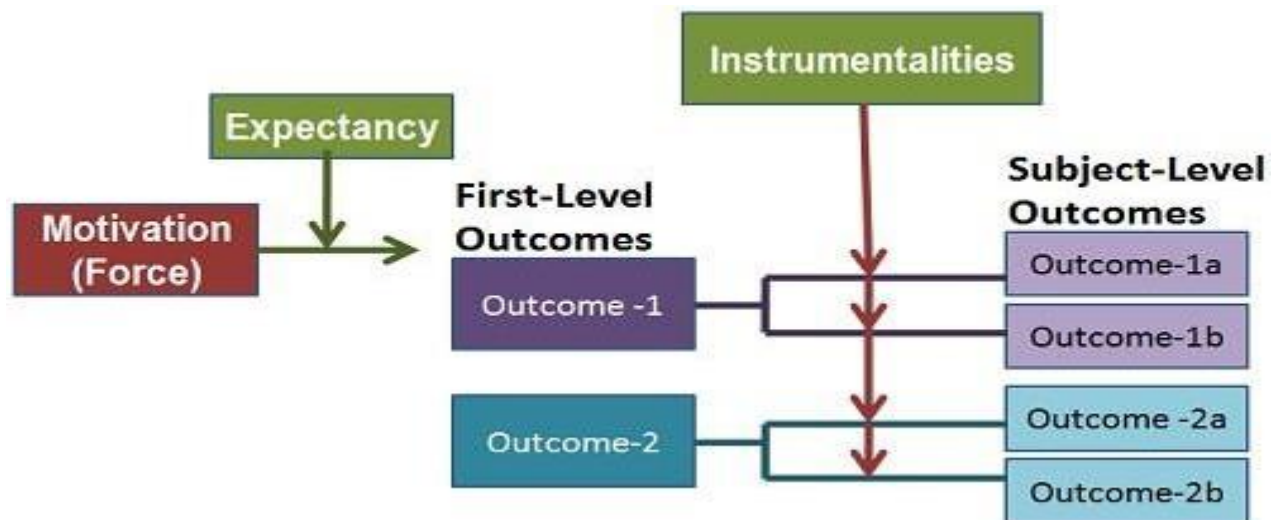 Instrumentalities
Expectancy
Motivation
(Force)
First-Level
Outcomes
Outcome -1
Outcome-2
Subject-Level
Outcomes
Outcome-1a
Outcome-1b
Outcome -2a
Outcome-2b